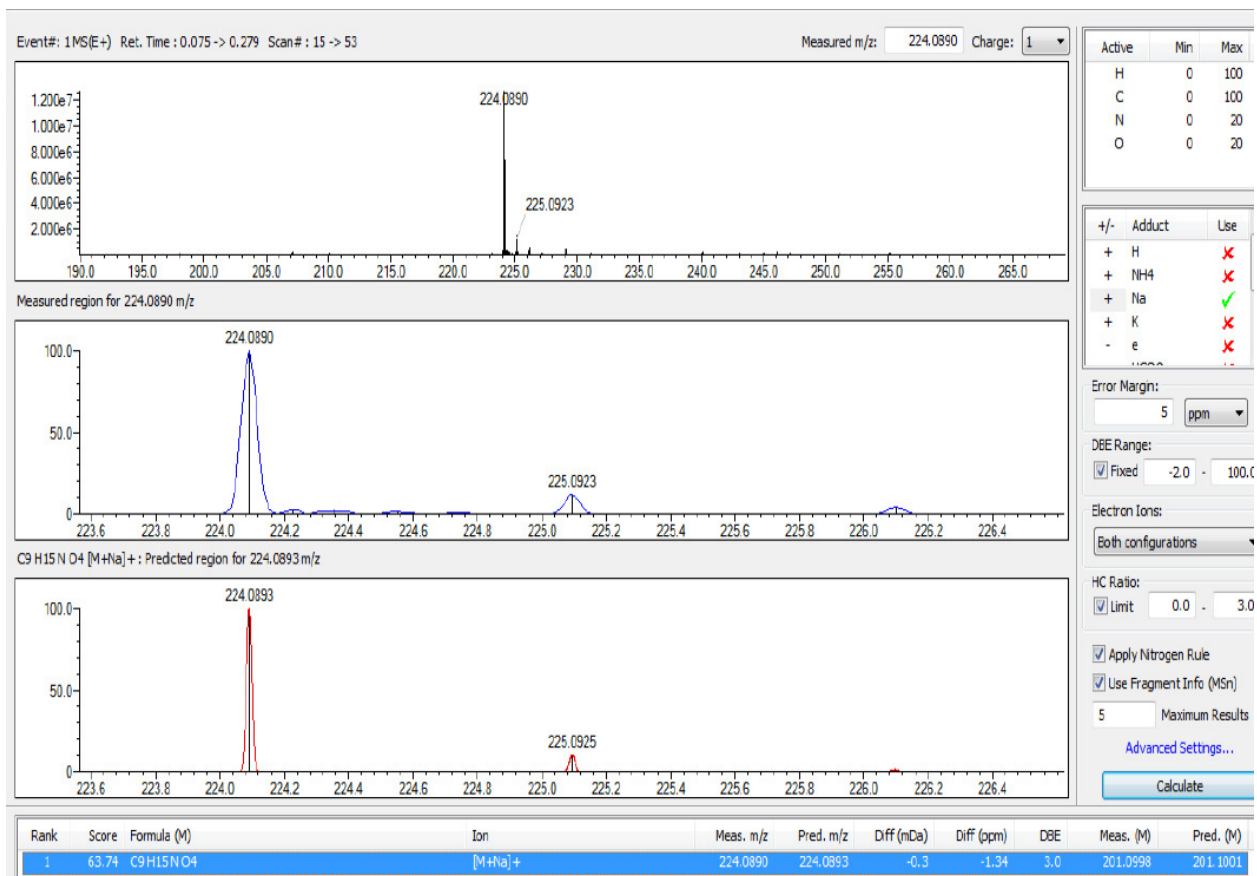 Event#: 1 MS(E+) Ret. Time : 0.075 -> 0.279 Scan# : 15 -> 53
Measured m/z: 224.0890 Charge: 1
1.200e7
1.000e7
8.000e6
6.000e6
4.000e6
2.000e6
224.0890
225.0923
190.0 195.0 200.0 205.0 210.0 215.0 220.0 225.0 230.0 235.0 240.0 245.0 250.0 255.0 260.0 265.0
Measured region for 224.0890 m/z
100.0
50.0
0
224.0890
225.0923
223.6 223.8 224.0 224.2 224.4 224.6 224.8 225.0 225.2 225.4 225.6 225.8 226.0 226.2 226.4
C9 H15 N O4 [M+Na]+ : Predicted region for 224.0893 m/z
100.0
50.0
0
224.0893
225.0925
223.6 223.8 224.0 224.2 224.4 224.6 224.8 225.0 225.2 225.4 225.6 225.8 226.0 226.2 226.4
Active Min Max
H 0 100
C 0 100
N 0 20
O 0 20
+/- Adduct Use
+ H
+ NH4
+ Na
+ K
- e
Error Margin:
5 ppm
DBE Range:
Fixed -2.0 - 100.0
Electron Ions:
Both configurations
HC Ratio:
Limit 0.0 - 3.0
Apply Nitrogen Rule
Use Fragment Info (MSn)
5 Maximum Results
Advanced Settings...
Calculate
Rank Score Formula (M) Ion Meas. m/z Pred. m/z Diff (mDa) Diff (ppm) DBE Meas. (M) Pred. (M)
1 63.74 C9 H15 N O4 [M+Na]+ 224.0890 224.0893 -0.3 -1.34 3.0 201.0998 201.1001